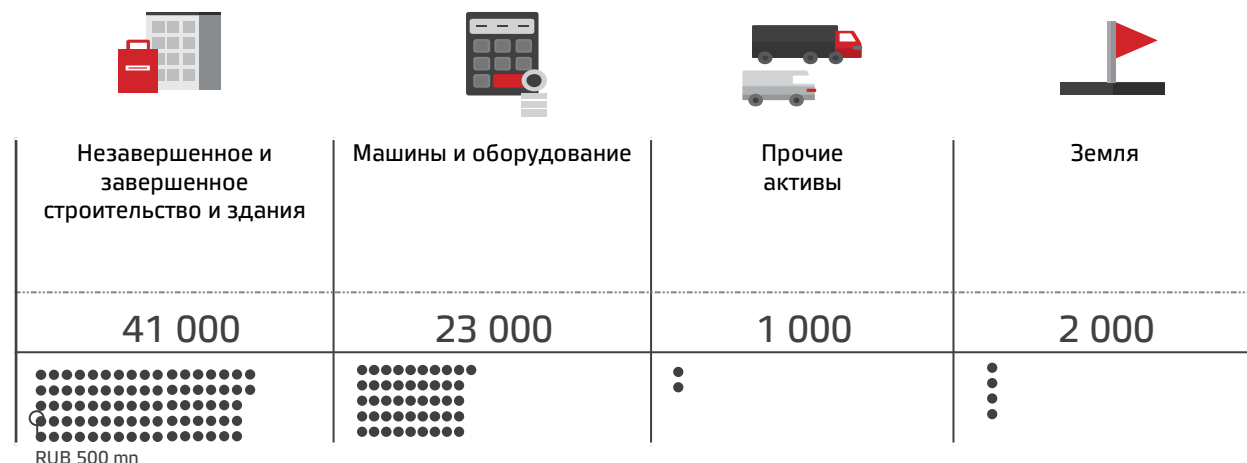 Незавершенное и
завершенное
строительство и здания
Машины и оборудование
Прочие
активы
Земля
41 000
23 000
1 000
2 000
RUB 500 mn